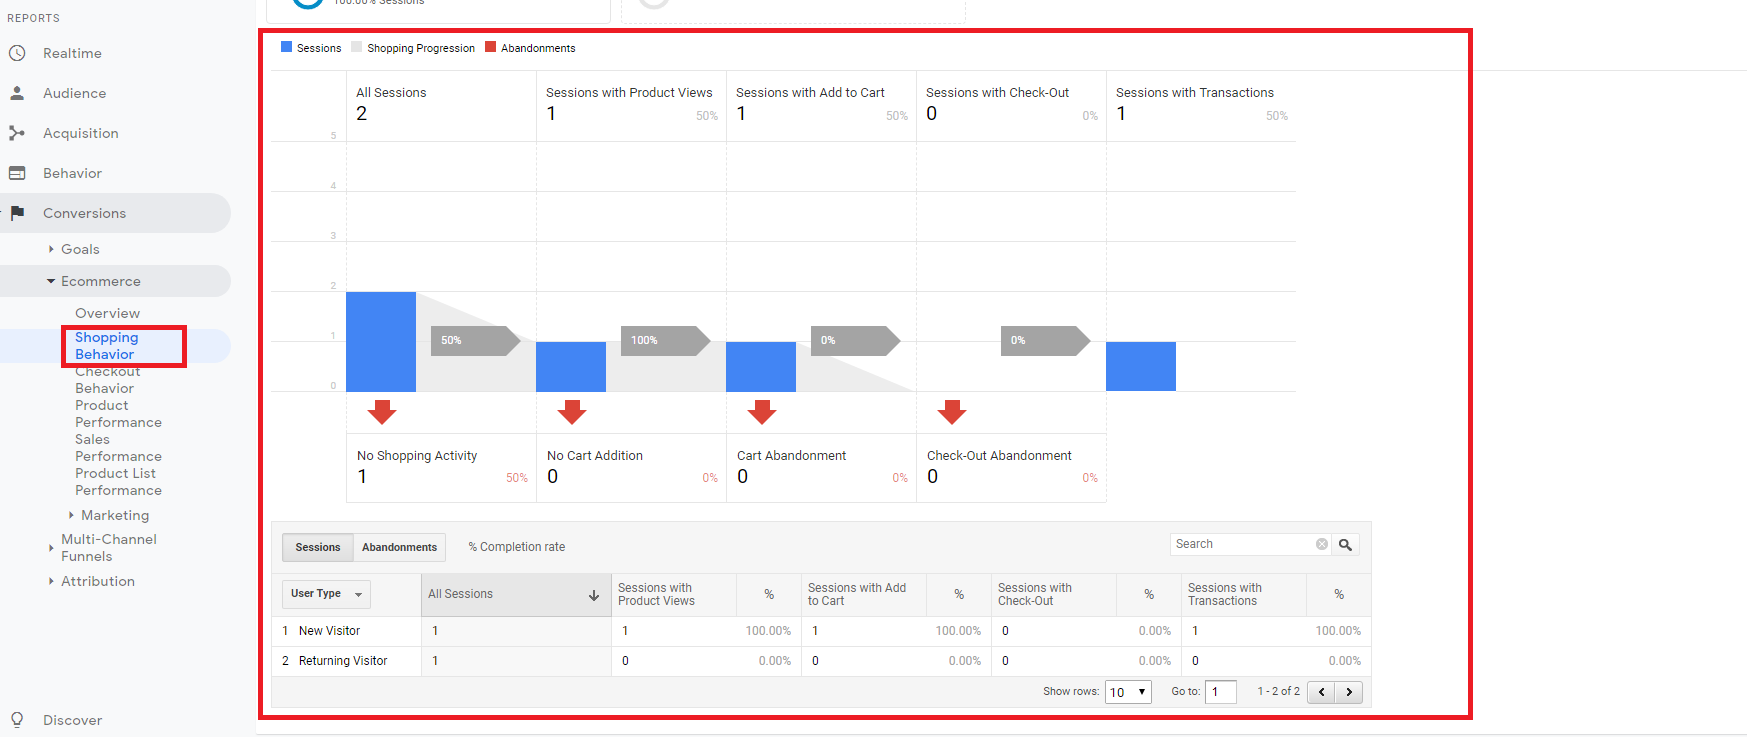 REPORTS
Realtime
Audience
Acquisition
Behavior
Conversions
Goals
Ecommerce
Overview
Shopping
Behavior
Checkout
Behavior
Product
Performance
Sales
Performance
Product List
Performance
Marketing
Multi-Channel
Funnels
Attribution
Discover
100.00% Sessions
Sessions Shopping Progression Abandonments
All Sessions
2
Sessions with Product Views
1 50%
Sessions with Add to Cart
1 50%
Sessions with Check-Out
0 0%
Sessions with Transactions
1 50%
5
4
3
2
1
0
50% 100% 0% 0%
No Shopping Activity
1 50%
No Cart Addition
0 0%
Cart Abandonment
0 0%
Check-Out Abandonment
0 0%
Sessions Abandonments % Completion rate Search
User Type
All Sessions
Sessions with
Product Views
%
Sessions with Add
to Cart
%
Sessions with
Check-Out
%
Sessions with
Transactions
%
1 New Visitor 1 1 100.00% 1 100.00% 0 0.00% 1 100.00%
2 Returning Visitor 1 0 0.00% 0 0.00% 0 0.00% 0 0.00%
Show rows: 10 Go to: 1 1 - 2 of 2